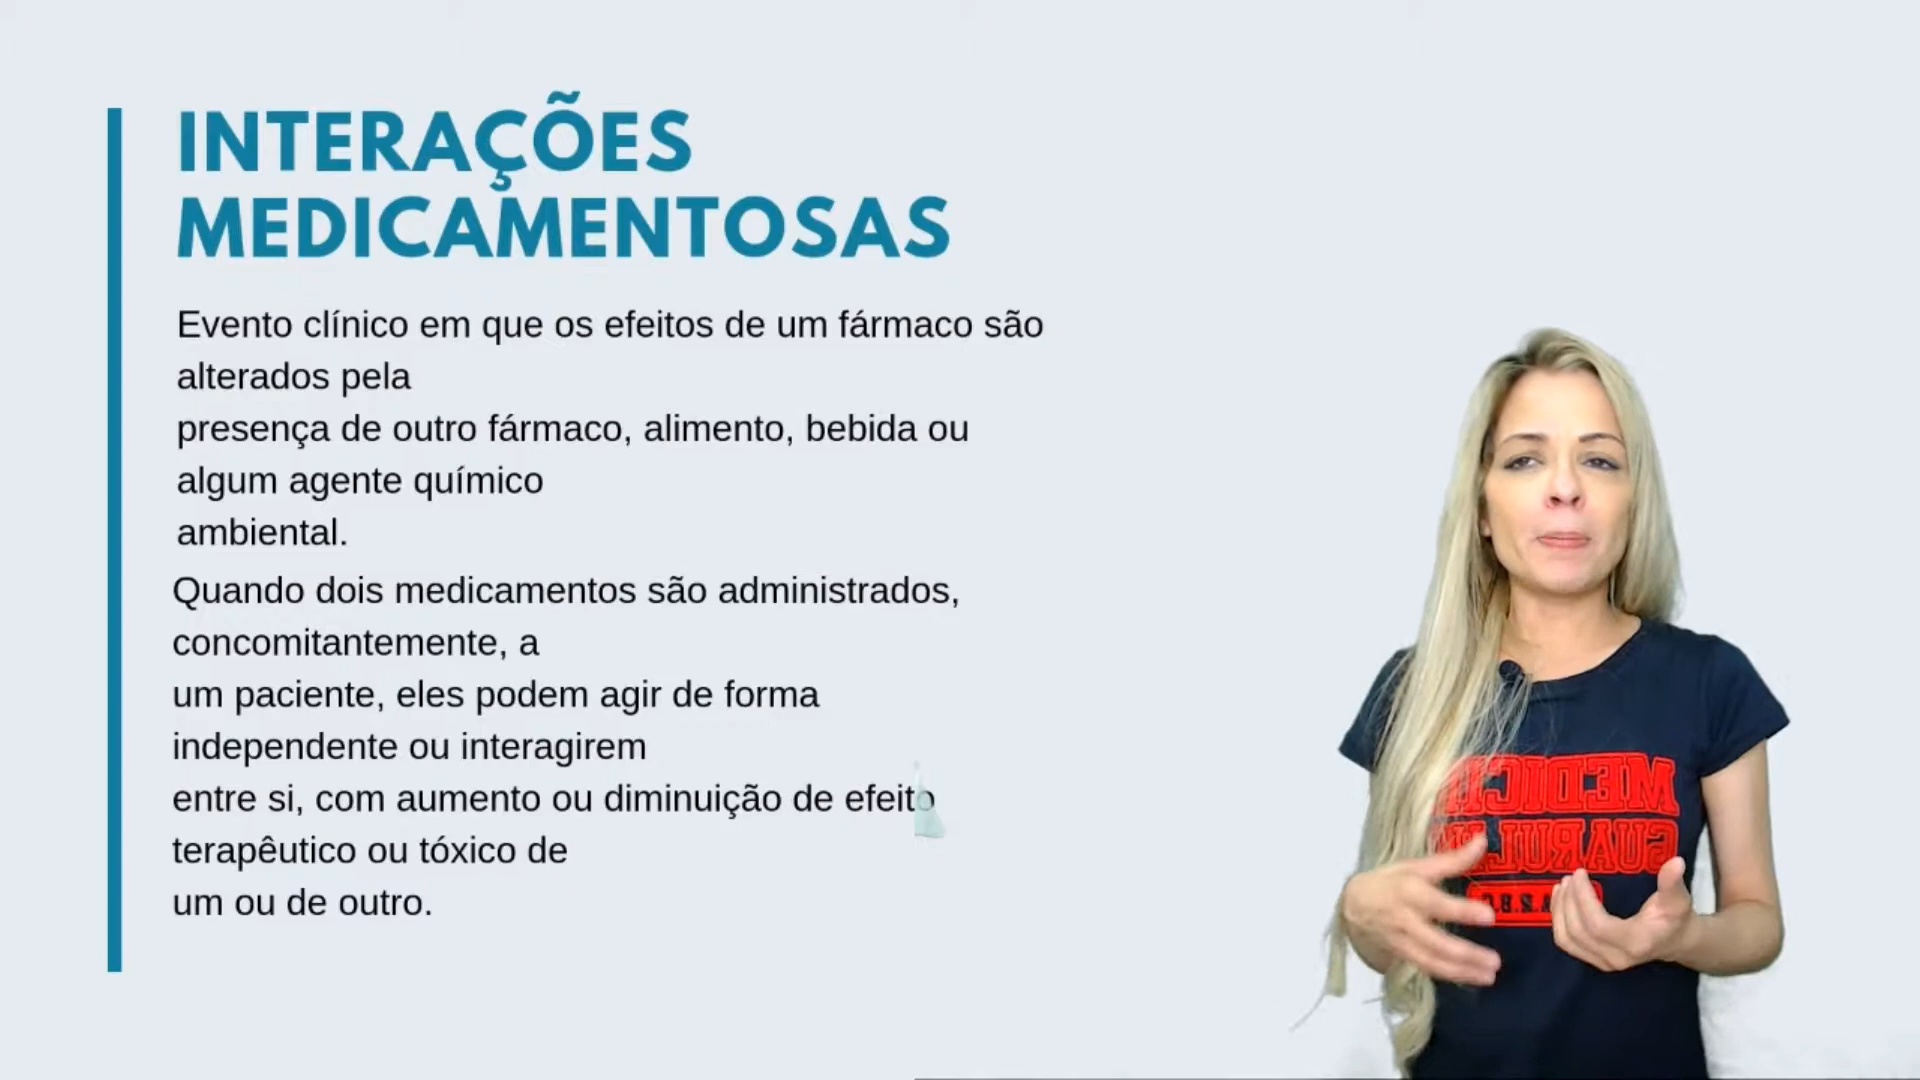 INTERAÇÕES
MEDICAMENTOSAS
Evento clínico em que os efeitos de um fármaco são
alterados pela
presença de outro fármaco, alimento, bebida ou
algum agente químico
ambiental.
Quando dois medicamentos são administrados,
concomitantemente, a
um paciente, eles podem agir de forma
independente ou interagirem
entre si, com aumento ou diminuição de efeito
terapêutico ou tóxico de
um ou de outro.